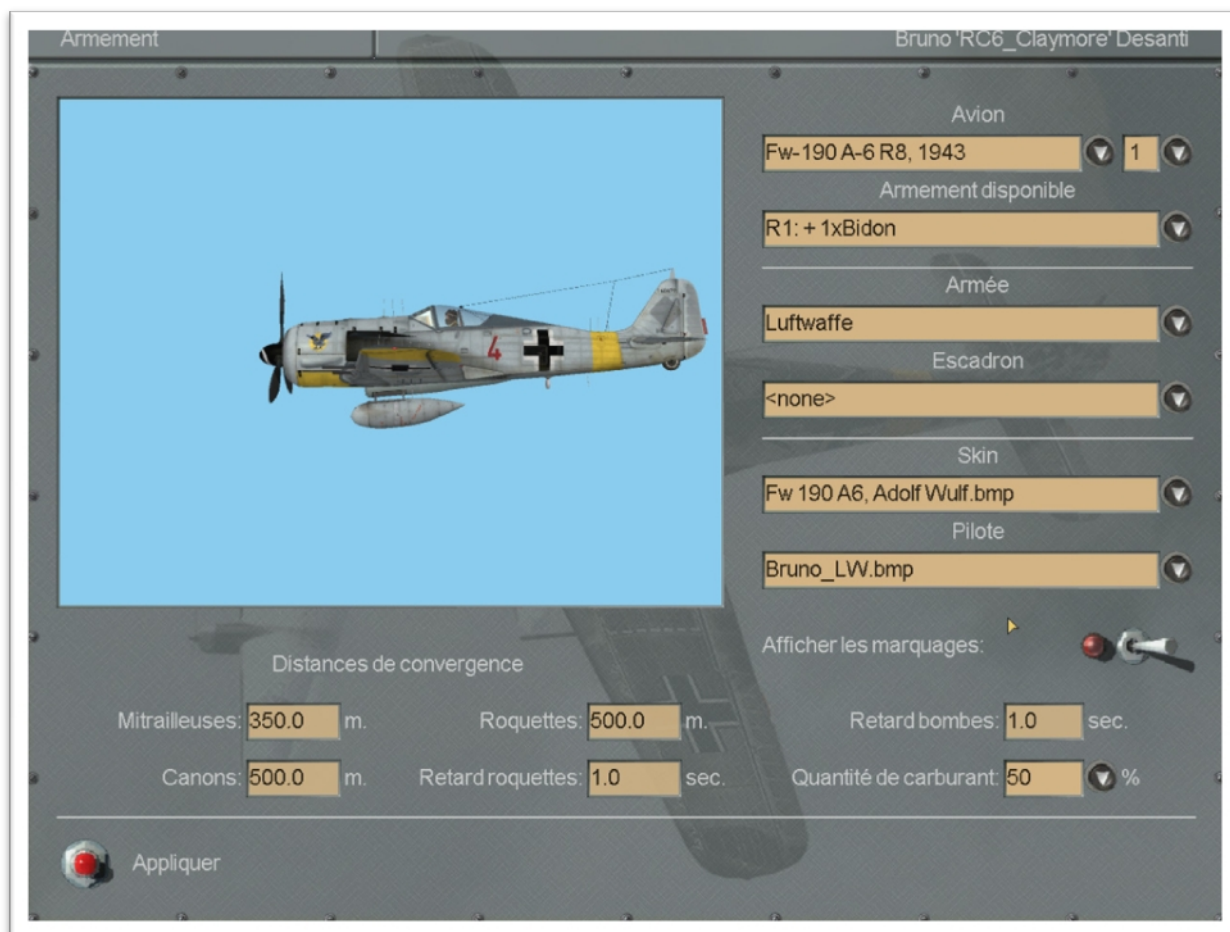 Armement
Bruno 'RC6_Claymore' Desanti
Avion
Fw-190 A-6 R8, 1943
1
Armement disponible
R1: + 1xBidon
Armée
Luftwaffe
Escadron
<none>
Skin
Fw 190 A6, Adolf Wulf.bmp
Pilote
Bruno_LW.bmp
4
Afficher les marquages:
Distances de convergence
Mitrailleuses: 350.0 m.
Roquettes: 500.0 m.
Retard bombes: 1.0 sec.
Canons: 500.0 m.
Retard roquettes: 1.0 sec.
Quantité de carburant: 50 %
Appliquer